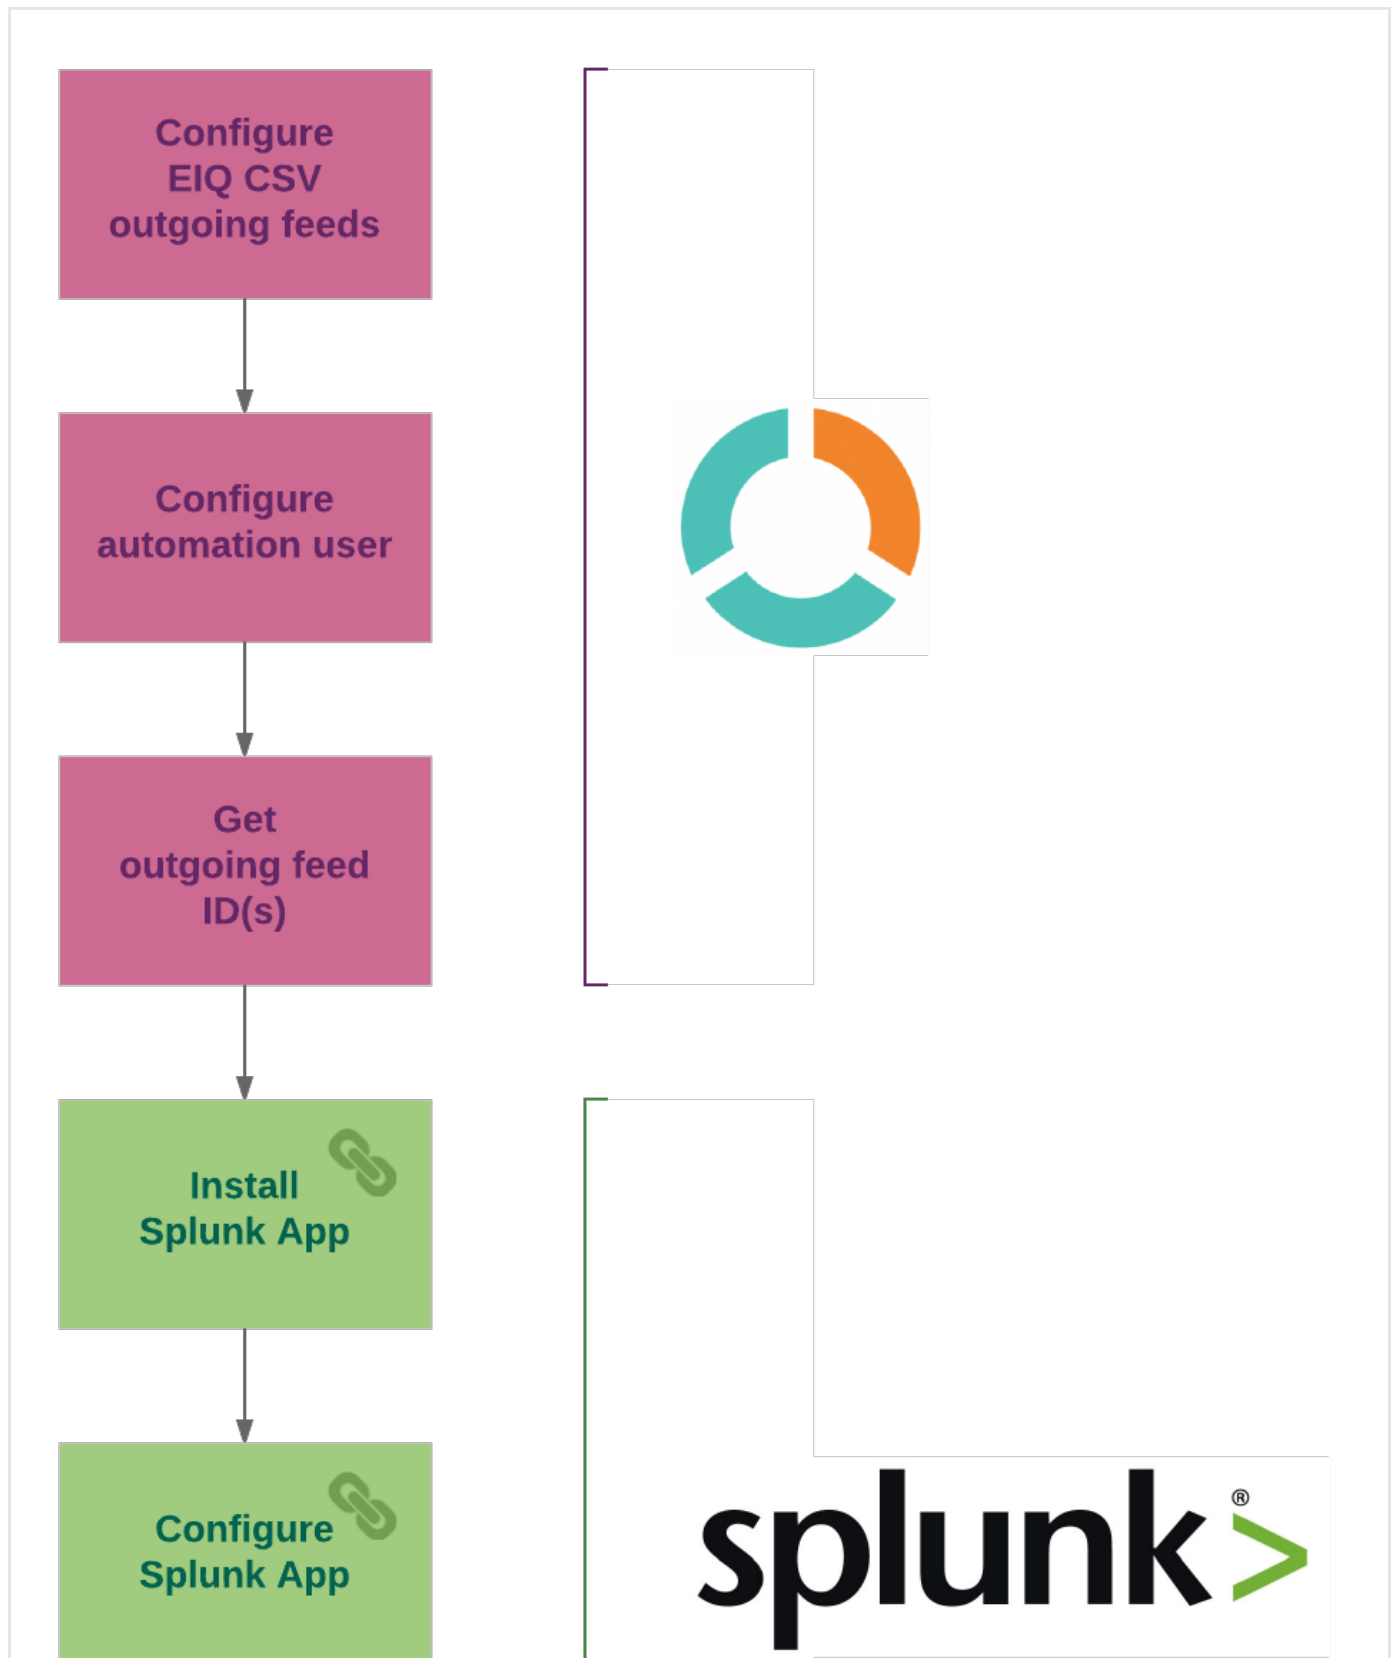 Configure
EIQ CSV
outgoing feeds
Configure
automation user
Get
outgoing feed
ID(s)
Install
Splunk App
Configure
Splunk App
splunk>®